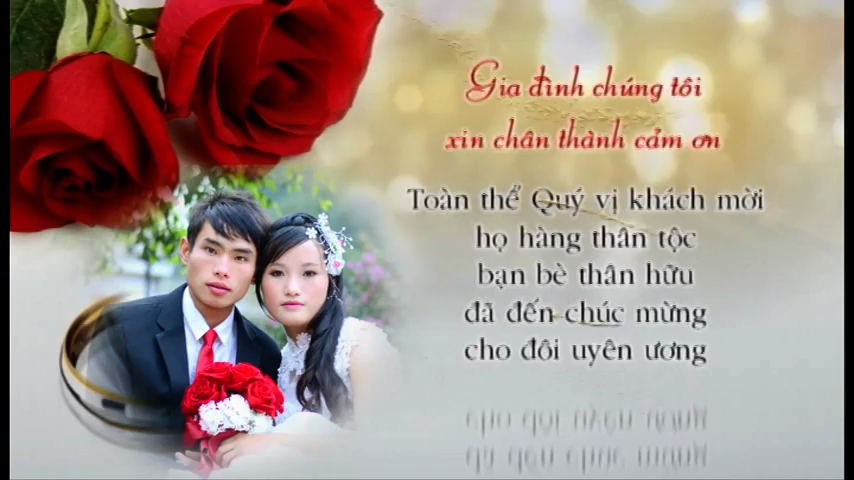 Gia đình chúng tôi
xin chân thành cảm ơn
Toàn thể Quý vị khách mời
họ hàng thân tộc
bạn bè thân hữu
đã đến chúc mừng
cho đôi uyên ương